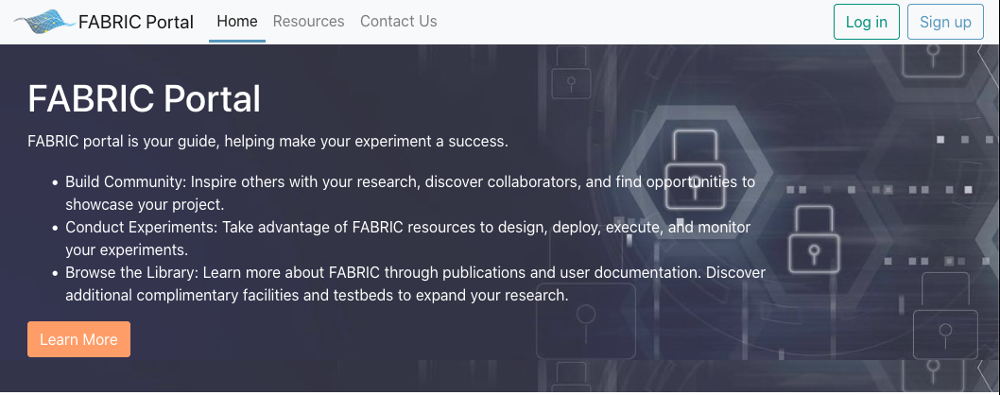 FABRIC Portal Home Resources Contact Us Log in Sign up
FABRIC Portal
FABRIC portal is your guide, helping make your experiment a success.
• Build Community: Inspire others with your research, discover collaborators, and find opportunities to
showcase your project.
• Conduct Experiments: Take advantage of FABRIC resources to design, deploy, execute, and monitor
your experiments.
• Browse the Library: Learn more about FABRIC through publications and user documentation. Discover
additional complimentary facilities and testbeds to expand your research.
Learn More